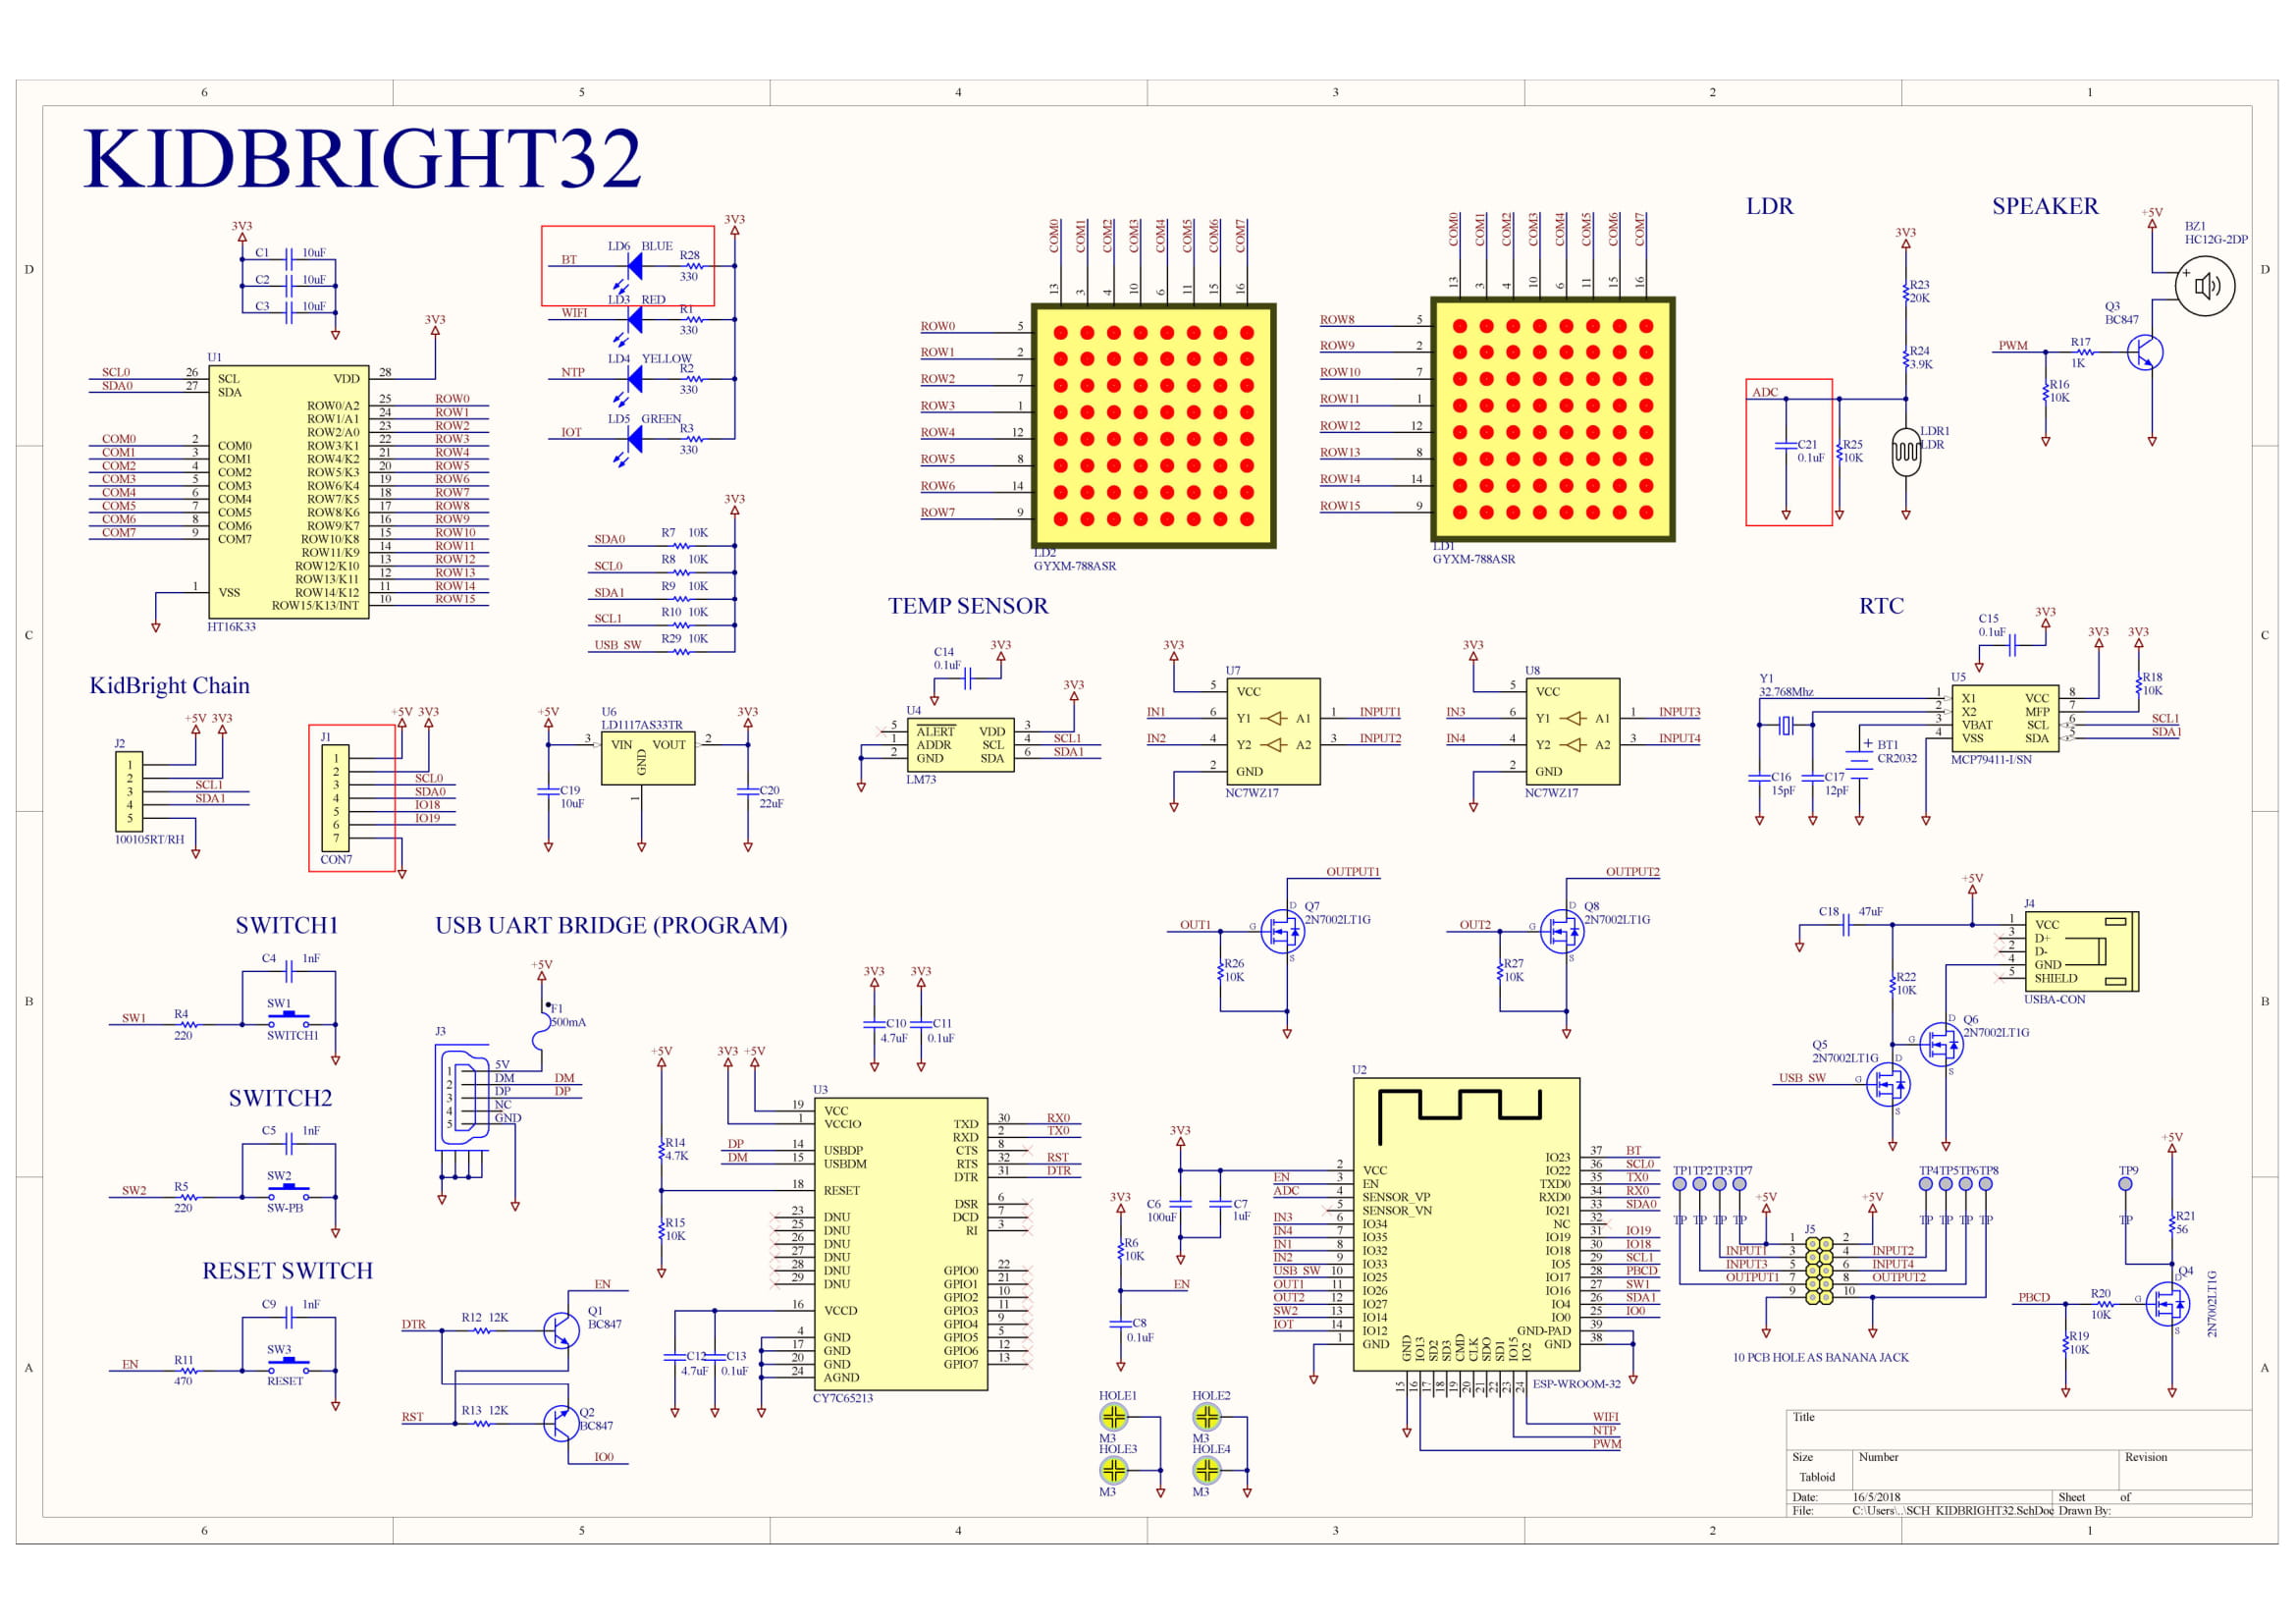 6 5 4 3 2 1
KIDBRIGHT32
D
3V3
C1 10uF
C2 10uF
C3 10uF
U1
SCL0 26 SCL
SDA0 27 SDA
COM0 2 COM0
COM1 3 COM1
COM2 4 COM2
COM3 5 COM3
COM4 6 COM4
COM5 7 COM5
COM6 8 COM6
COM7 9 COM7
1 VSS
VDD 28
3V3
ROW0/A2 25 ROW0
ROW1/A1 24 ROW1
ROW2/A0 23 ROW2
ROW3/K1 22 ROW3
ROW4/K2 21 ROW4
ROW5/K3 20 ROW5
ROW6/K4 19 ROW6
ROW7/K5 18 ROW7
ROW8/K6 17 ROW8
ROW9/K7 16 ROW9
ROW10/K8 15 ROW10
ROW11/K9 14 ROW11
ROW12/K10 13 ROW12
ROW13/K11 12 ROW13
ROW14/K12 11 ROW14
ROW15/K13/INT 10 ROW15
HT16K33
3V3
BT LD6 BLUE R28 330
WIFI LD3 RED R1 330
NTP LD4 YELLOW R2 330
IOT LD5 GREEN R3 330
3V3
SDA0 R7 10K
SCL0 R8 10K
SDA1 R9 10K
SCL1 R10 10K
USB SW R29 10K
COM0 COM1 COM2 COM3 COM4 COM5 COM6 COM7
13 3 4 10 6 11 15 16
ROW0 5
ROW1 2
ROW2 7
ROW3 1
ROW4 12
ROW5 8
ROW6 14
ROW7 9
LD2
GYXM-788ASR
COM0 COM1 COM2 COM3 COM4 COM5 COM6 COM7
13 3 4 10 6 11 15 16
ROW8 5
ROW9 2
ROW10 7
ROW11 1
ROW12 12
ROW13 8
ROW14 14
ROW15 9
LD1
GYXM-788ASR
LDR
3V3
R23
20K
R24
3.9K
ADC
C21
0.1uF
R25
10K
LDR1
LDR
SPEAKER
+5V
BZ1
HC12G-2DP
+
Q3
BC847
PWM R17
1K
R16
10K
D
C
KidBright Chain
+5V 3V3
J2
1
2
3 SCL1
4 SDA1
5
100105RT/RH
+5V 3V3
J1
1
2
3 SCL0
4 SDA0
5 IO18
6 IO19
7
CON7
+5V
U6
LD1117AS33TR
3 VIN VOUT 2
GND
1
3V3
C19
10uF
C20
22uF
TEMP SENSOR
C14
0.1uF
3V3
3V3
U4
5 ALERT VDD 3
1 ADDR SCL 4 SCL1
2 GND SDA 6 SDA1
LM73
3V3
U7
5 VCC
IN1 6 Y1 A1 1 INPUT1
IN2 4 Y2 A2 3 INPUT2
2 GND
NC7WZ17
3V3
U8
5 VCC
IN3 6 Y1 A1 1 INPUT3
IN4 4 Y2 A2 3 INPUT4
2 GND
NC7WZ17
RTC
C15
0.1uF
3V3
3V3 3V3
R18
10K
Y1
32.768Mhz
U5
1 X1 VCC 8
2 X2 MFP 7
3 VBAT SCL 6 SCL1
4 VSS SDA 5 SDA1
MCP79411-I/SN
+ BT1
CR2032
C16
15pF
C17
12pF
C
B
SWITCH1
C4 1nF
SW1 R4
220
SW1
SWITCH1
SWITCH2
C5 1nF
SW2 R5
220
SW2
SW-PB
RESET SWITCH
C9 1nF
EN R11
470
SW3
RESET
USB UART BRIDGE (PROGRAM)
+5V
F1
500mA
J3
1 5V
2 DM DM
3 DP DP
4 NC
5 GND
DTR R12 12K
Q1
BC847
EN
RST R13 12K
Q2
BC847
IO0
+5V
R14
4.7K
R15
10K
3V3 +5V
3V3 3V3
C10
4.7uF
C11
0.1uF
U3
19 VCC
1 VCCIO
DP 14 USBDP
DM 15 USBDM
18 RESET
23 DNU
25 DNU
26 DNU
27 DNU
28 DNU
29 DNU
16 VCCD
4 GND
17 GND
20 GND
24 AGND
TXD 30 RX0
RXD 2 TX0
CTS 8
RTS 32 RST
DTR 31 DTR
DSR 6
DCD 7
RI 3
GPIO0 22
GPIO1 21
GPIO2 10
GPIO3 11
GPIO4 9
GPIO5 5
GPIO6 12
GPIO7 13
CY7C65213
C12
4.7uF
C13
0.1uF
OUTPUT1
OUT1
Q7
2N7002LT1G
D
G
S
R26
10K
OUTPUT2
OUT2
Q8
2N7002LT1G
D
G
S
R27
10K
3V3
R6
10K
EN
C8
0.1uF
3V3
C6
100uF
C7
1uF
U2
2 VCC
EN 3 EN
ADC 4 SENSOR_VP
5 SENSOR_VN
IN3 6 IO34
IN4 7 IO35
IN1 8 IO32
IN2 9 IO33
USB SW 10 IO25
OUT1 11 IO26
OUT2 12 IO27
SW2 13 IO14
IOT 14 IO12
1 GND
IO23 37 BT
IO22 36 SCL0
TXD0 35 TX0
RXD0 34 RX0
IO21 33 SDA0
NC 32
IO19 31 IO19
IO18 30 IO18
IO5 29 SCL1
IO17 28 PBCD
IO16 27 SW1
IO4 26 SDA1
IO0 25 IO0
GND-PAD 39
GND 38
GND IO13 SD2 SD3 CMD CLK SDO SD1 IO15 IO2
15 16 17 18 19 20 21 22 23 24
ESP-WROOM-32
WIFI
NTP
PWM
HOLE1
M3
HOLE2
M3
HOLE3
M3
HOLE4
M3
+5V
C18 47uF
J4
1 VCC
3 D+
2 D-
4 GND
5 SHIELD
USBA-CON
R22
10K
Q6
2N7002LT1G
D
G
S
Q5
2N7002LT1G
D
G
S
USB SW
TP1 TP2 TP3 TP7
TP TP TP TP
TP4 TP5 TP6 TP8
TP TP TP TP
+5V +5V
J5
1 2
INPUT1 3 4 INPUT2
INPUT3 5 6 INPUT4
OUTPUT1 7 8 OUTPUT2
9 10
10 PCB HOLE AS BANANA JACK
TP9
TP
+5V
R21
56
Q4
2N7002LT1G
D
G
S
PBCD R20
10K
R19
10K
B
A
A
Title
Size
Tabloid
Number
Revision
Date: 16/5/2018 Sheet of
File: C:\Users\..\SCH_KIDBRIGHT32.SchDoc Drawn By:
6 5 4 3 2 1